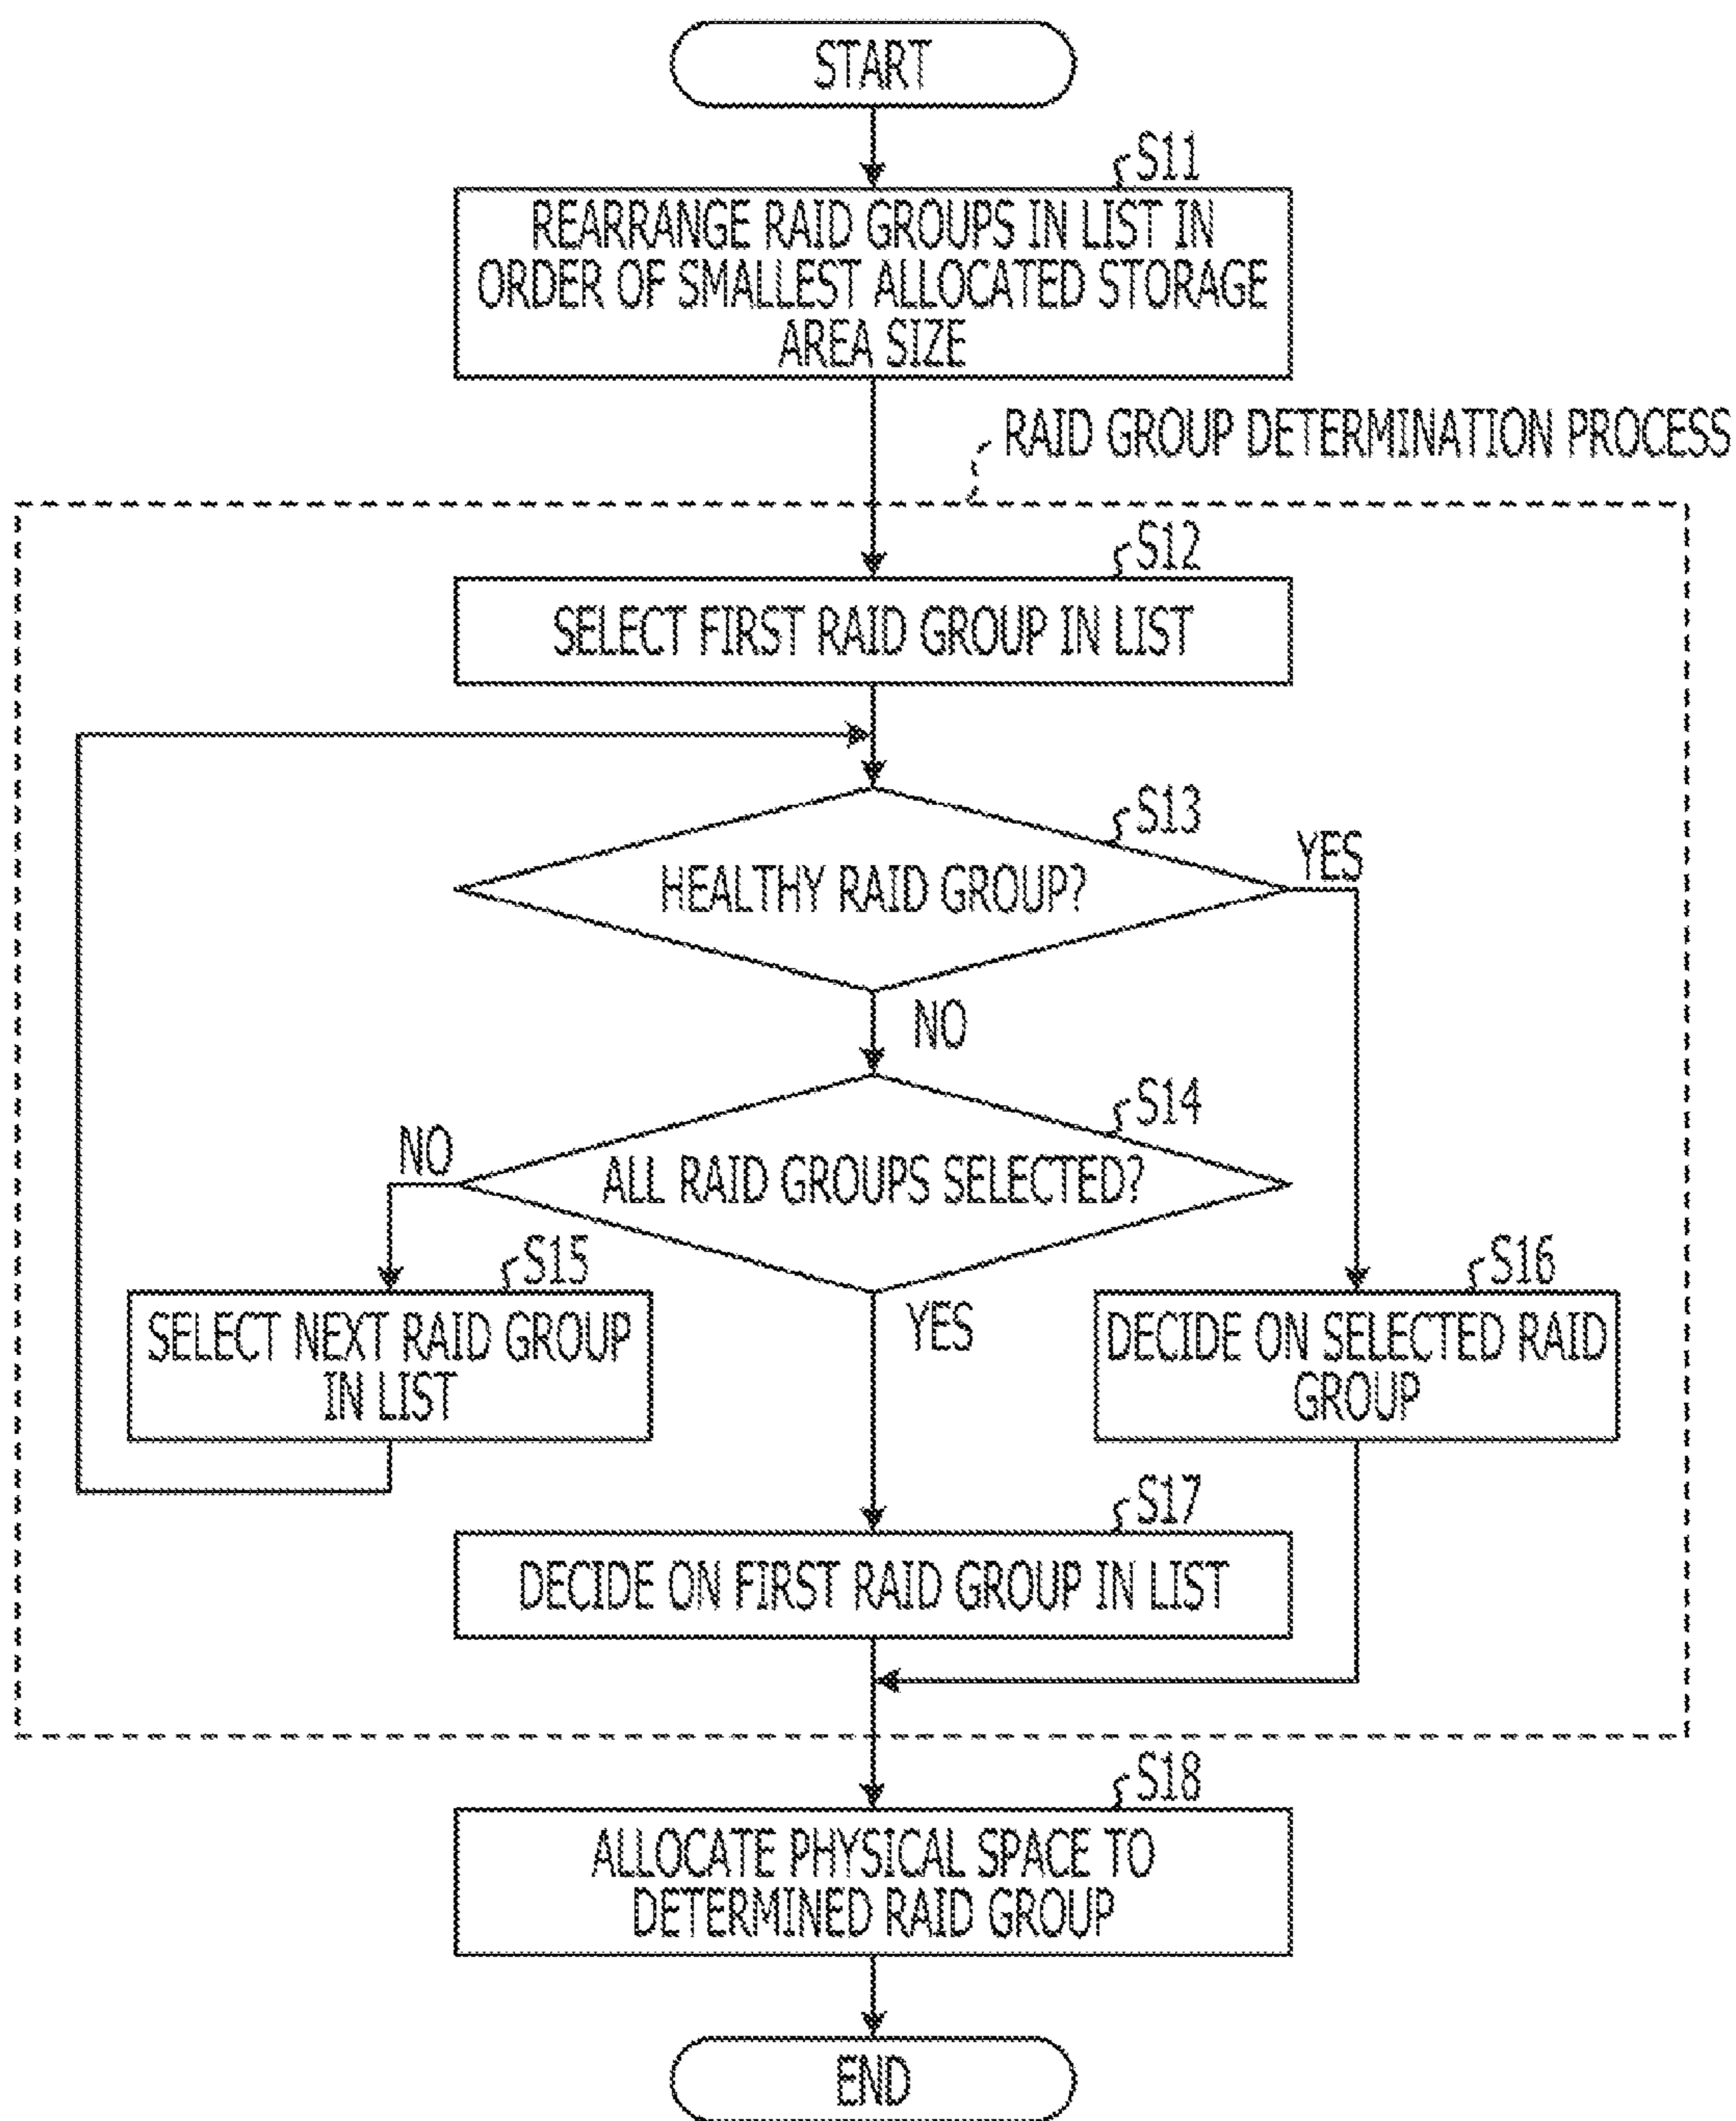 START
S11
REARRANGE RAID GROUPS IN LIST IN
ORDER OF SMALLEST ALLOCATED STORAGE
AREA SIZE
RAID GROUP DETERMINATION PROCESS
S12
SELECT FIRST RAID GROUP IN LIST
S13
HEALTHY RAID GROUP?
YES
NO
S14
ALL RAID GROUPS SELECTED?
NO
YES
S15
SELECT NEXT RAID GROUP
IN LIST
S16
DECIDE ON SELECTED RAID
GROUP
S17
DECIDE ON FIRST RAID GROUP IN LIST
S18
ALLOCATE PHYSICAL SPACE TO
DETERMINED RAID GROUP
END